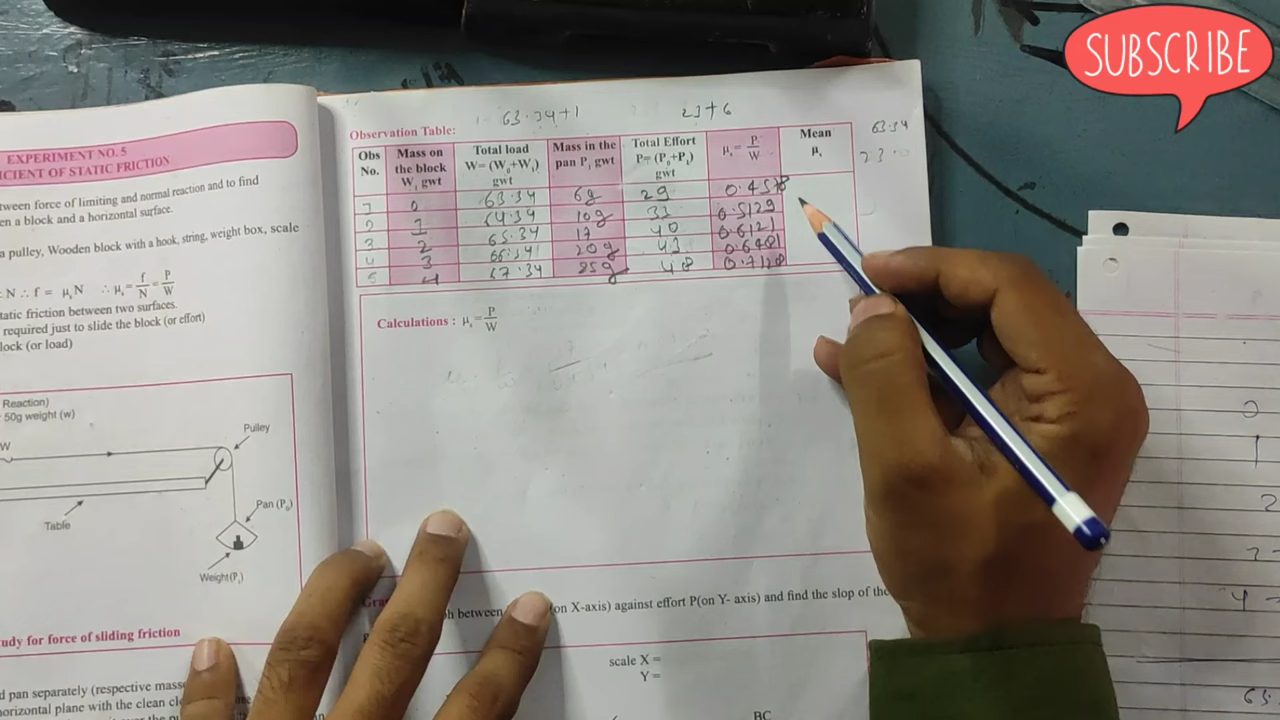 SUBSCRIBE
EXPERIMENT NO. 5
CIENT OF STATIC FRICTION
tween force of limiting and normal reaction and to find
en a block and a horizontal surface.
a pulley, Wooden block with a hook, string, weight box, scale
N ∴ f = μsN ∴ μs = f/N = P/W
tatic friction between two surfaces.
required just to slide the block (or effort)
lock (or load)
Reaction)
50g weight (w)
W
Pulley
Pan (P0)
Table
Weight(P1)
udy for force of sliding friction
d pan separately (respective mass
horizontal plane with the clean
63.34+1
23+6
63.34
Observation Table:
Obs No. | Mass on the block W1 gwt | Total load W= (W0+W1) gwt | Mass in the pan P1 gwt | Total Effort P= (P0+P1) gwt | μs = P/W | Mean μs
1 | 0 | 63.34 | 6g | 29 | 0.4578
2 | 1 | 64.34 | 10g | 33 | 0.5129
3 | 2 | 65.34 | 17 | 40 | 0.6121
4 | 3 | 66.34 | 20g | 43 | 0.6481
5 | 4 | 67.34 | 25g | 48 | 0.7128
Calculations : μs = P/W
(on X-axis) against effort P(on Y- axis) and find the slop of the
scale X =
Y =
BC
2
3
4
63.